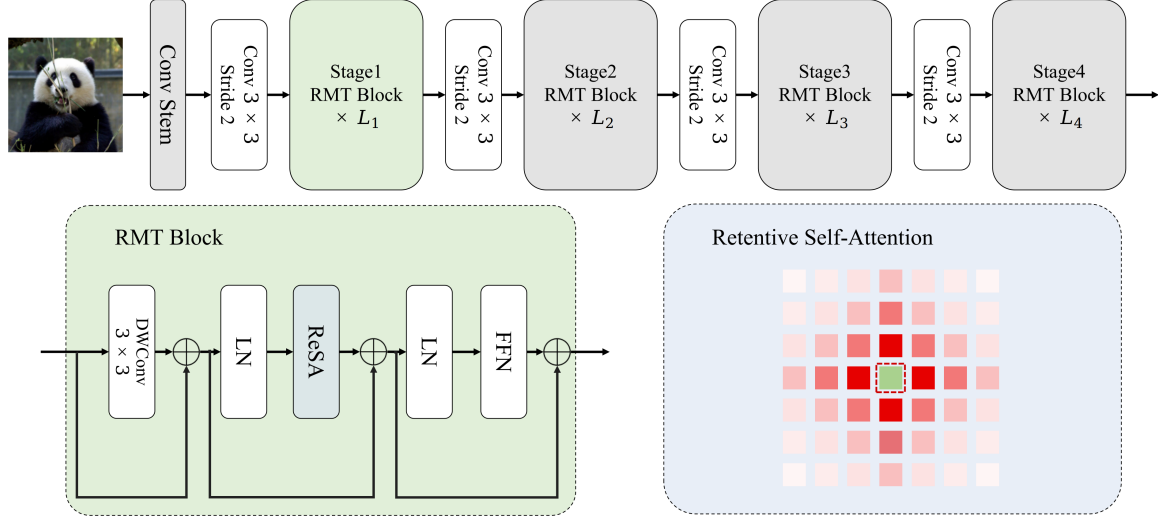 Conv Stem
Conv 3 × 3
Stride 2
Stage1
RMT Block
× L₁
Conv 3 × 3
Stride 2
Stage2
RMT Block
× L₂
Conv 3 × 3
Stride 2
Stage3
RMT Block
× L₃
Conv 3 × 3
Stride 2
Stage4
RMT Block
× L₄
RMT Block
DWConv
3 × 3
LN
ReSA
LN
FFN
Retentive Self-Attention